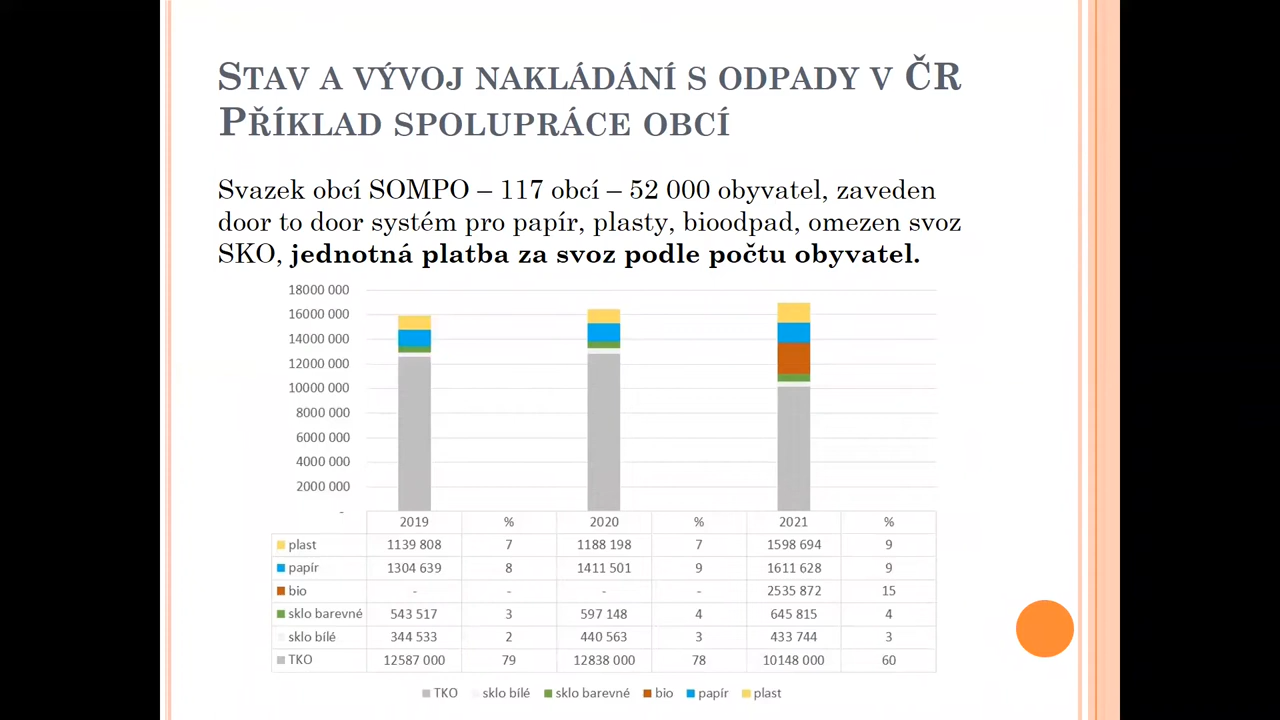 Stav a vývoj nakládání s odpady v ČR
Příklad spolupráce obcí
Svazek obcí SOMPO – 117 obcí – 52 000 obyvatel, zaveden
door to door systém pro papír, plasty, bioodpad, omezen svoz
SKO, jednotná platba za svoz podle počtu obyvatel.
18000 000
16000 000
14000 000
12000 000
10000 000
8000 000
6000 000
4000 000
2000 000
-
2019 % 2020 % 2021 %
plast 1139 808 7 1188 198 7 1598 694 9
papír 1304 639 8 1411 501 9 1611 628 9
bio - - - - 2535 872 15
sklo barevné 543 517 3 597 148 4 645 815 4
sklo bílé 344 533 2 440 563 3 433 744 3
TKO 12587 000 79 12838 000 78 10148 000 60
TKO sklo bílé sklo barevné bio papír plast